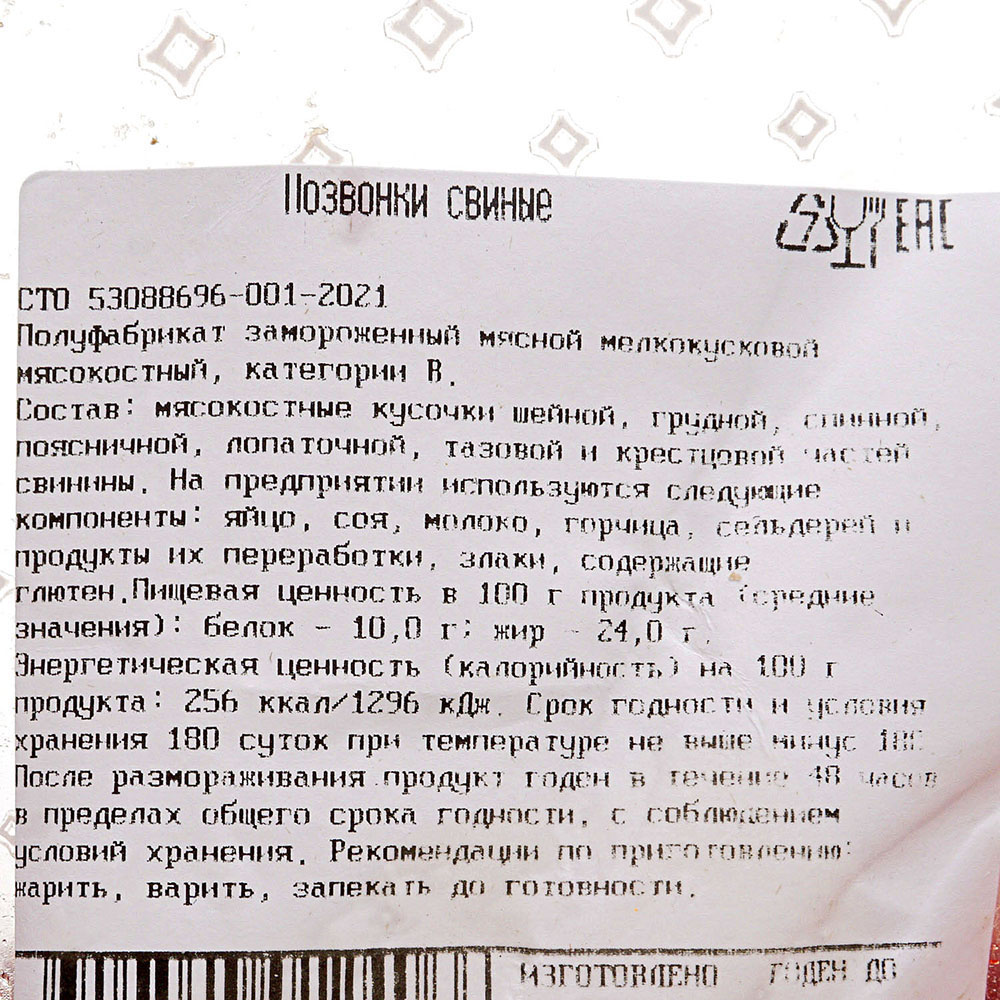 Позвонки свиные
EAC
СТО 53088696-001-2021
Полуфабрикат замороженный мясной мелкокусковой
мясокостный, категории В.
Состав: мясокостные кусочки шейной, грудной, спинной,
поясничной, лопаточной, тазовой и крестцовой частей
свинины. На предприятии используются следующие
компоненты: яйцо, соя, молоко, горчица, сельдерей и
продукты их переработки, злаки, содержащие
глютен.Пищевая ценность в 100 г продукта (средние
значения): белок - 10,0 г; жир - 24,0 г.
Энергетическая ценность (калорийность) на 100 г
продукта: 256 ккал/1296 кДж. Срок годности и условия
хранения 180 суток при температуре не выше минус 18С.
После размораживания продукт годен в течение 48 часов
в пределах общего срока годности, с соблюдением
условий хранения. Рекомендации по приготовлению:
жарить, варить, запекать до готовности.
ИЗГОТОВЛЕНО ГОДЕН ДО